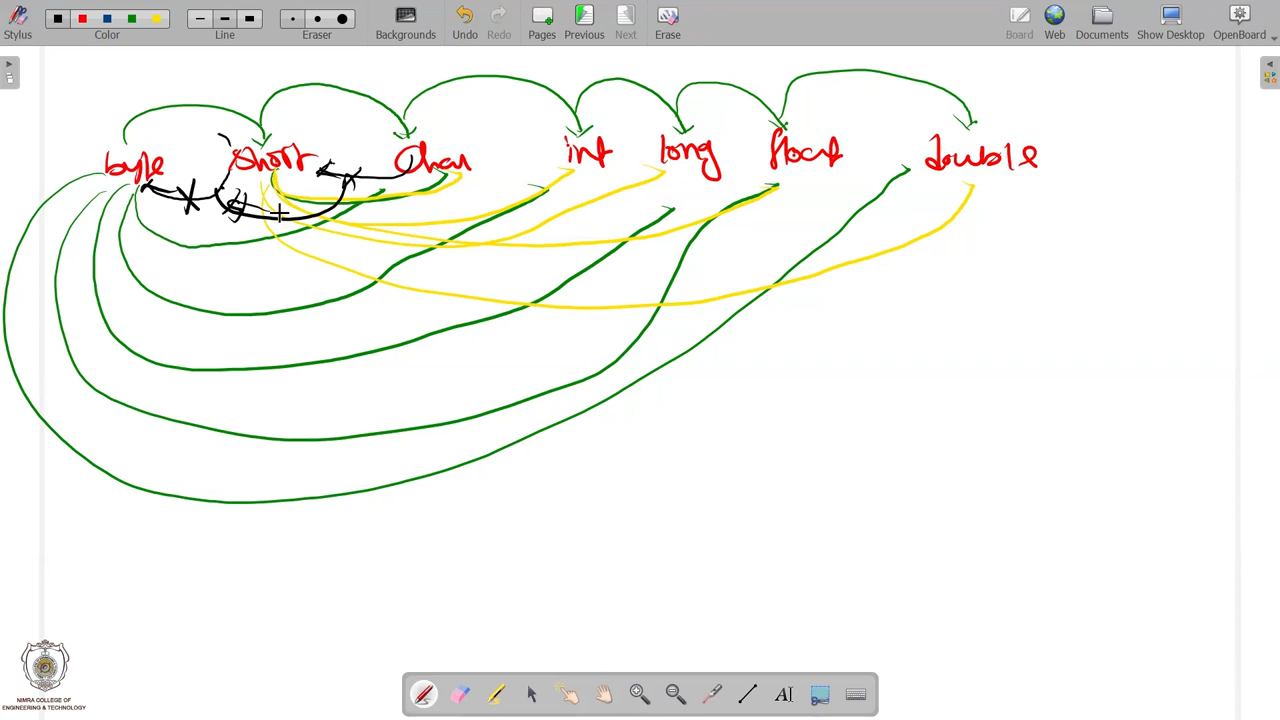 Stylus Color Line Eraser Backgrounds Undo Redo Pages Previous Next Erase Board Web Documents Show Desktop OpenBoard
byte short char int long float double
NIMRA COLLEGE OF
ENGINEERING & TECHNOLOGY